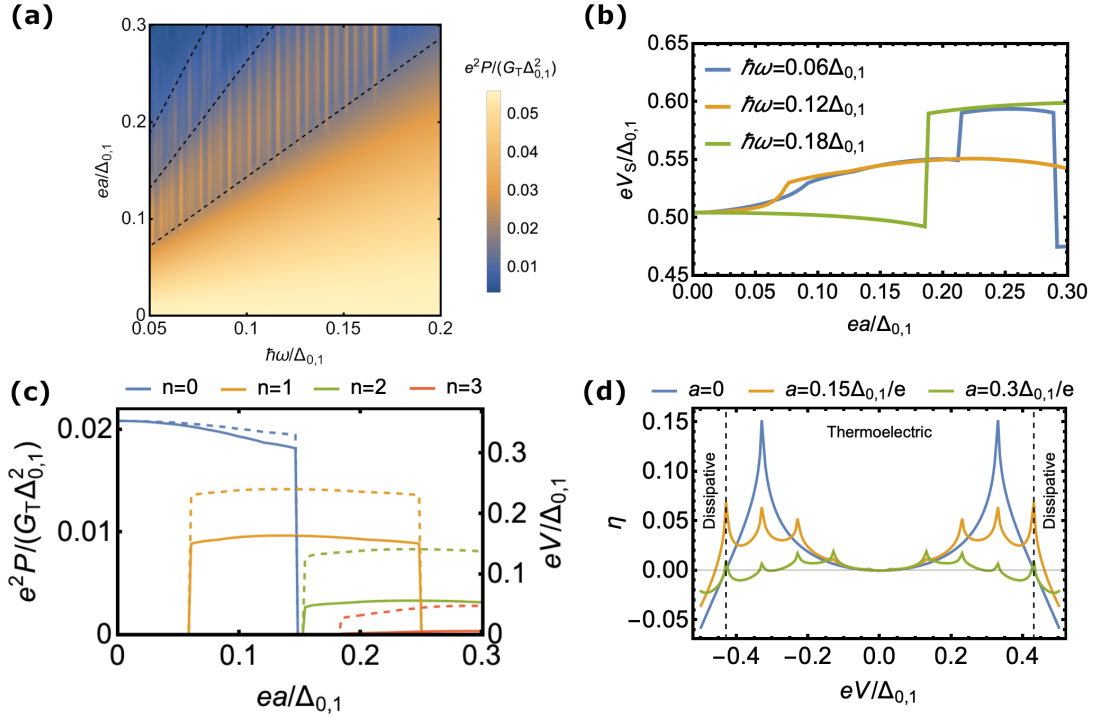 (a)
0.3
0.2
0.1
0
0.05
0.1
0.15
0.2
ea/Δ0,1
ħω/Δ0,1
e²P/(G_TΔ²0,1)
0.05
0.04
0.03
0.02
0.01
(b)
0.65
0.60
0.55
0.50
0.45
eV_S/Δ0,1
ħω=0.06Δ0,1
ħω=0.12Δ0,1
ħω=0.18Δ0,1
0.00
0.05
0.10
0.15
0.20
0.25
0.30
ea/Δ0,1
(c)
n=0
n=1
n=2
n=3
0.02
0.01
0
e²P/(G_TΔ²0,1)
0.3
0.2
0.1
0
eV/Δ0,1
0
0.1
0.2
0.3
ea/Δ0,1
(d)
a=0
a=0.15Δ0,1/e
a=0.3Δ0,1/e
0.15
0.10
0.05
0.00
−0.05
η
Dissipative
Thermoelectric
Dissipative
−0.4
−0.2
0.0
0.2
0.4
eV/Δ0,1